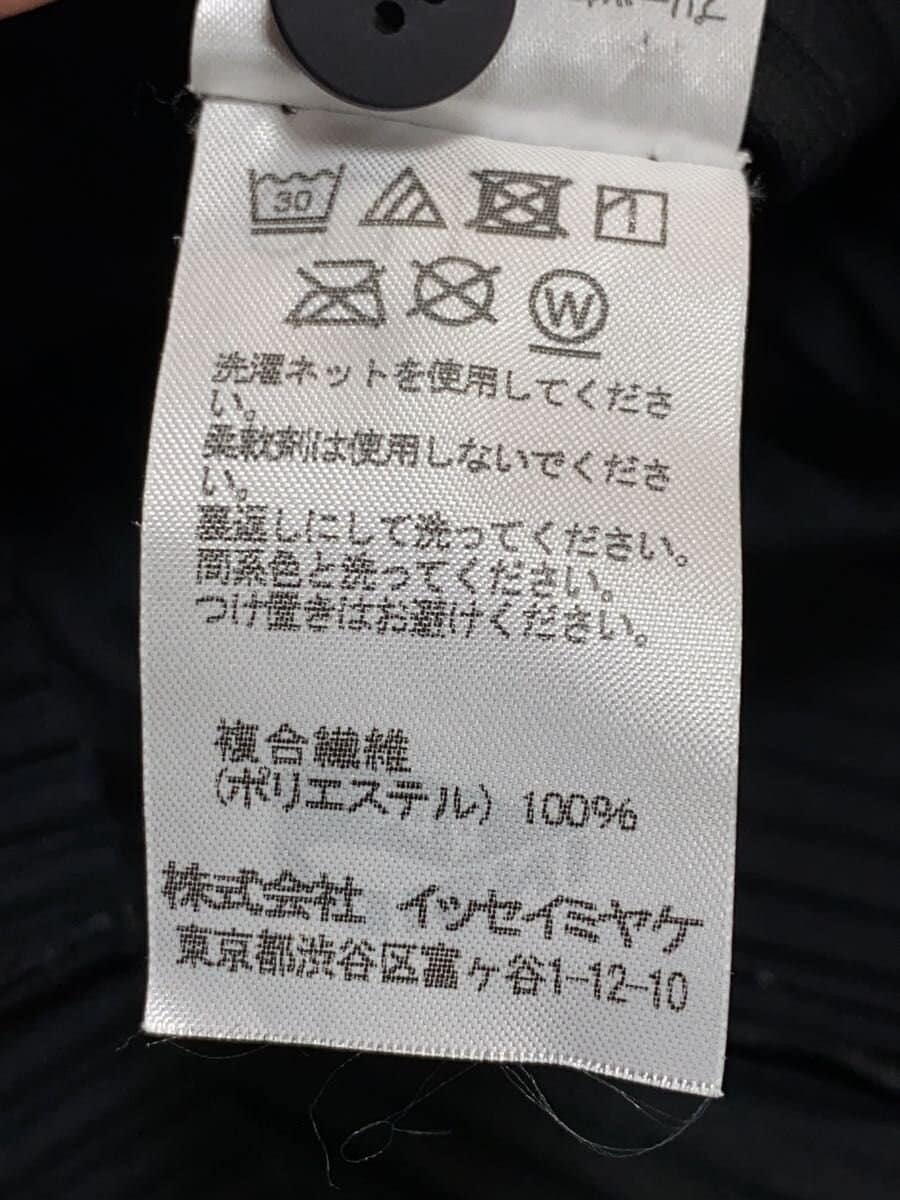 30
W
洗濯ネットを使用してくださ
い。
柔軟剤は使用しないでくださ
い。
裏返しにして洗ってください。
同系色と洗ってください。
つけ置きはお避けください。
複合繊維
(ポリエステル) 100%
株式会社 イッセイミヤケ
東京都渋谷区富ヶ谷1-12-10